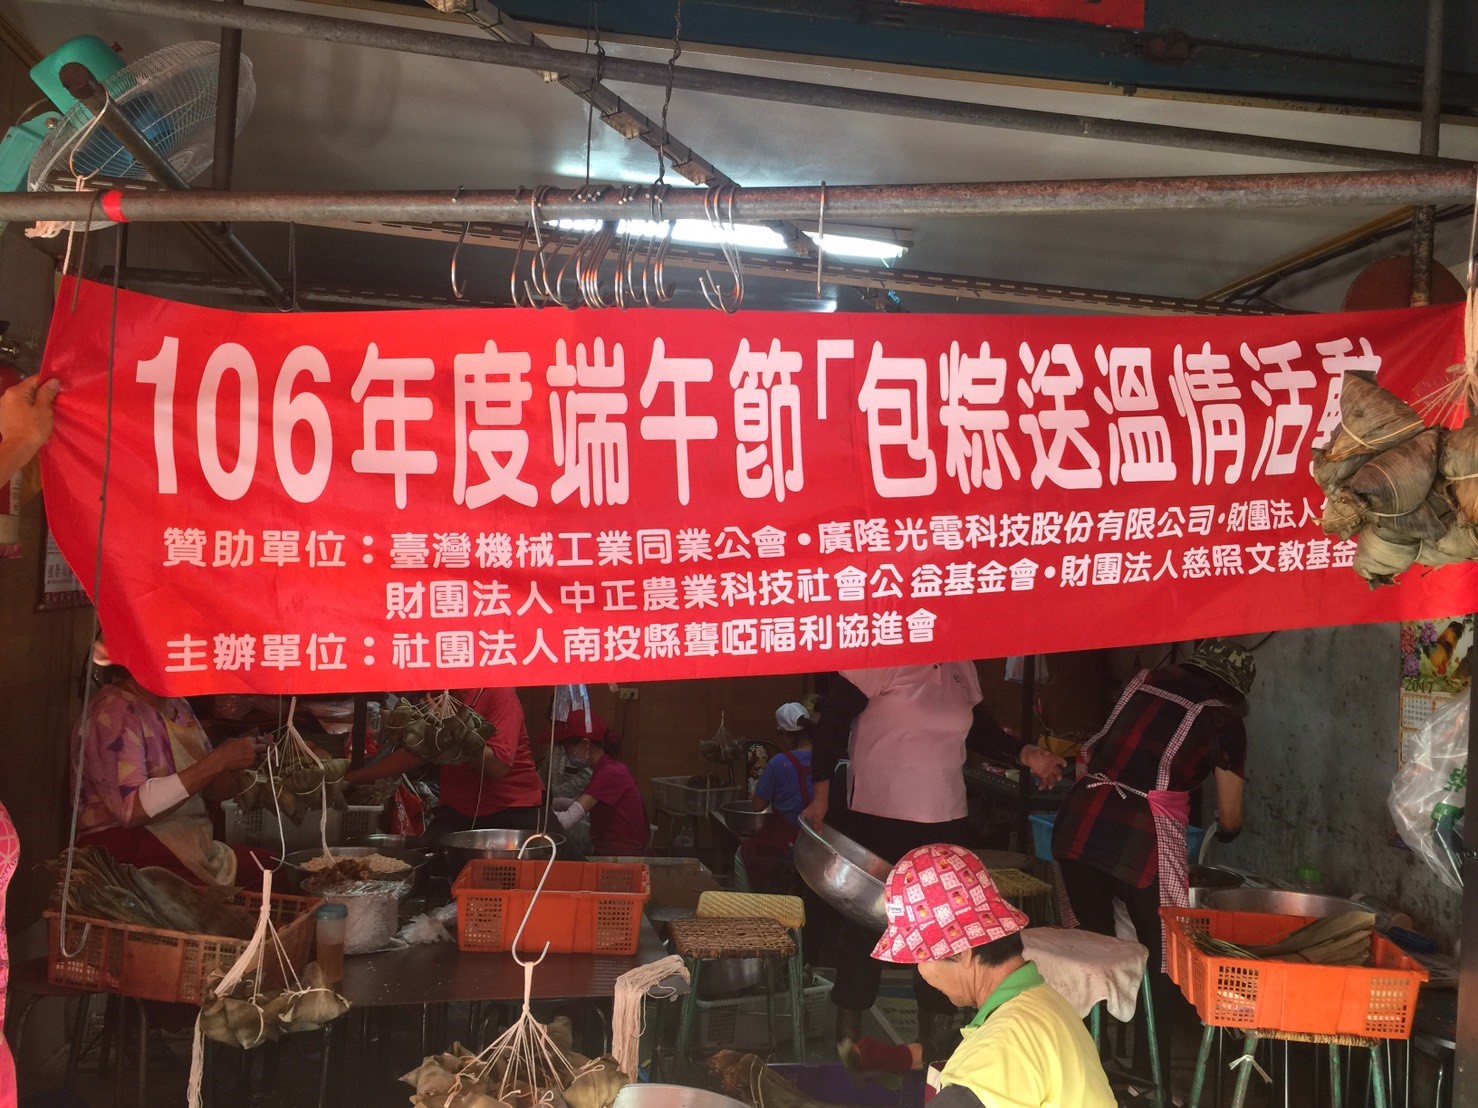 106年度端午節「包粽送溫情活動
贊助單位：臺灣機械工業同業公會・廣隆光電科技股份有限公司・財團法人
財團法人中正農業科技社會公益基金會・財團法人慈照文教基金
主辦單位：社團法人南投縣聾啞福利協進會
2017